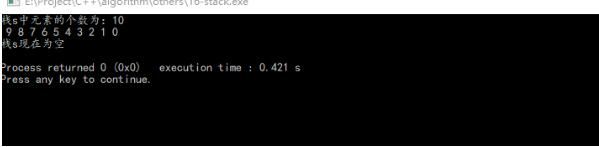 E:\Project\C++\algorithm\others\16-stack.exe
栈s中元素的个数为：10
9 8 7 6 5 4 3 2 1 0
栈s现在为空
Process returned 0 (0x0)   execution time : 0.421 s
Press any key to continue.